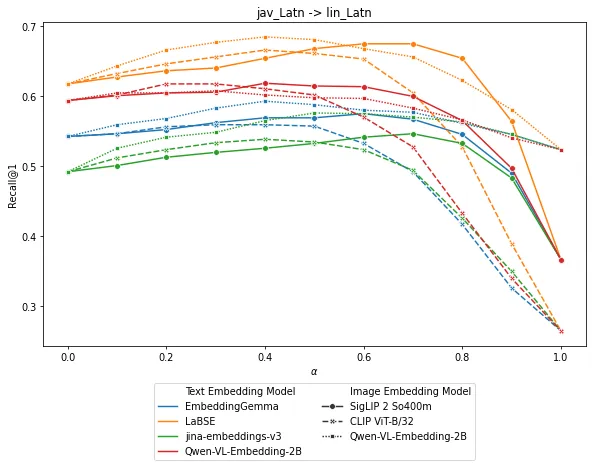 jav_Latn -> lin_Latn
Recall@1
0.7
0.6
0.5
0.4
0.3
0.0
0.2
0.4
0.6
0.8
1.0
α
Text Embedding Model
EmbeddingGemma
LaBSE
jina-embeddings-v3
Qwen-VL-Embedding-2B
Image Embedding Model
SigLIP 2 So400m
CLIP ViT-B/32
Qwen-VL-Embedding-2B